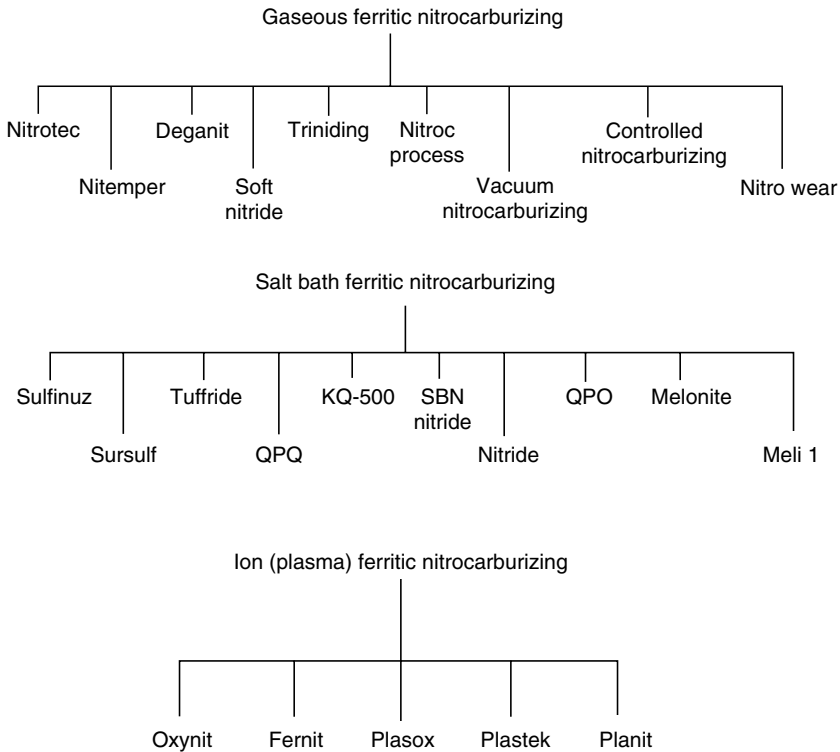 Gaseous ferritic nitrocarburizing
Nitrotec
Deganit
Triniding
Nitroc
process
Controlled
nitrocarburizing
Nitemper
Soft
nitride
Vacuum
nitrocarburizing
Nitro wear
Salt bath ferritic nitrocarburizing
Sulfinuz
Tuffride
KQ-500
SBN
nitride
QPO
Melonite
Sursulf
QPQ
Nitride
Meli 1
Ion (plasma) ferritic nitrocarburizing
Oxynit
Fernit
Plasox
Plastek
Planit